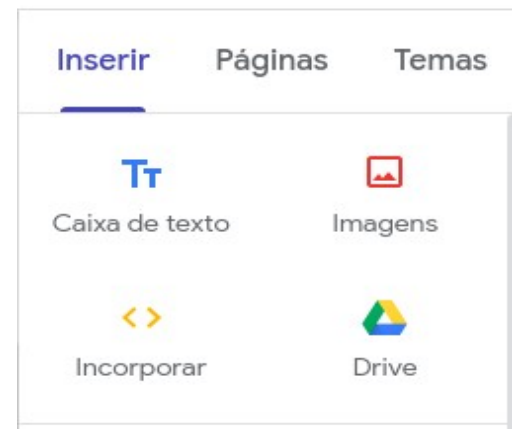 Inserir Páginas Temas
Caixa de texto Imagens
Incorporar Drive